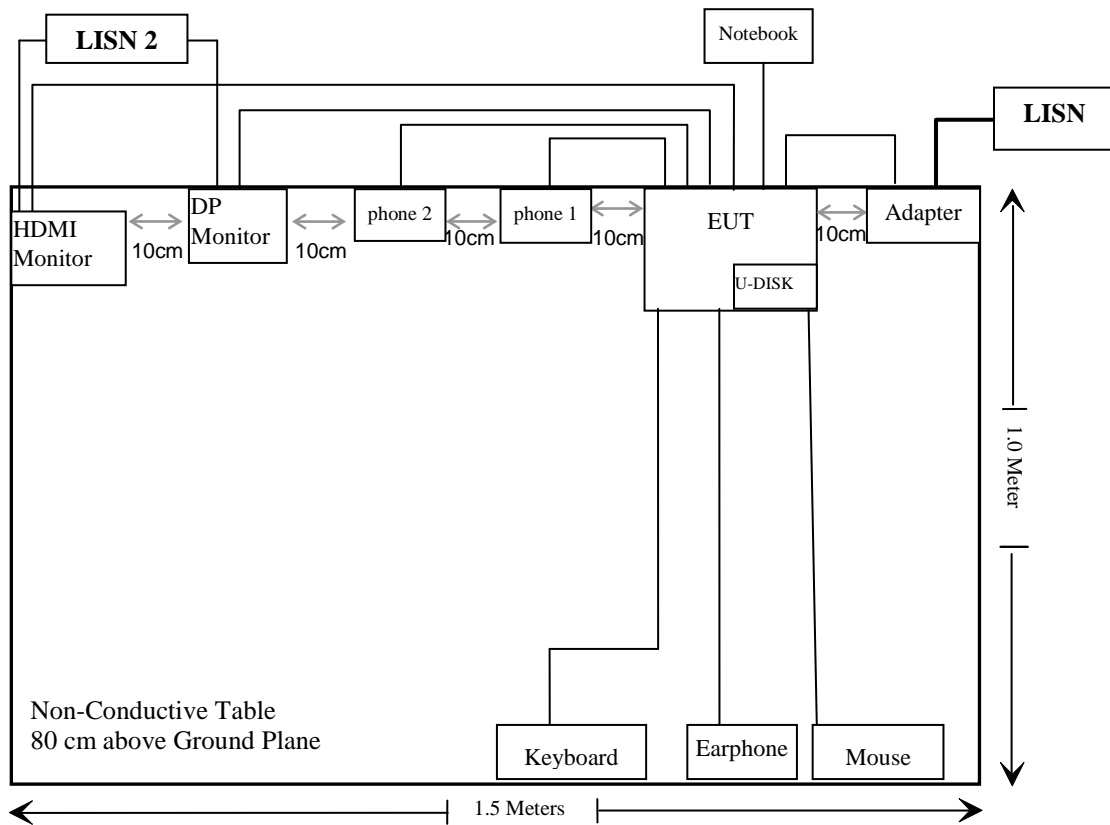 LISN 2
Notebook
LISN
HDMI
Monitor
10cm
DP
Monitor
10cm
phone 2
10cm
phone 1
10cm
EUT
U-DISK
10cm
Adapter
1.0 Meter
Non-Conductive Table
80 cm above Ground Plane
Keyboard
Earphone
Mouse
1.5 Meters